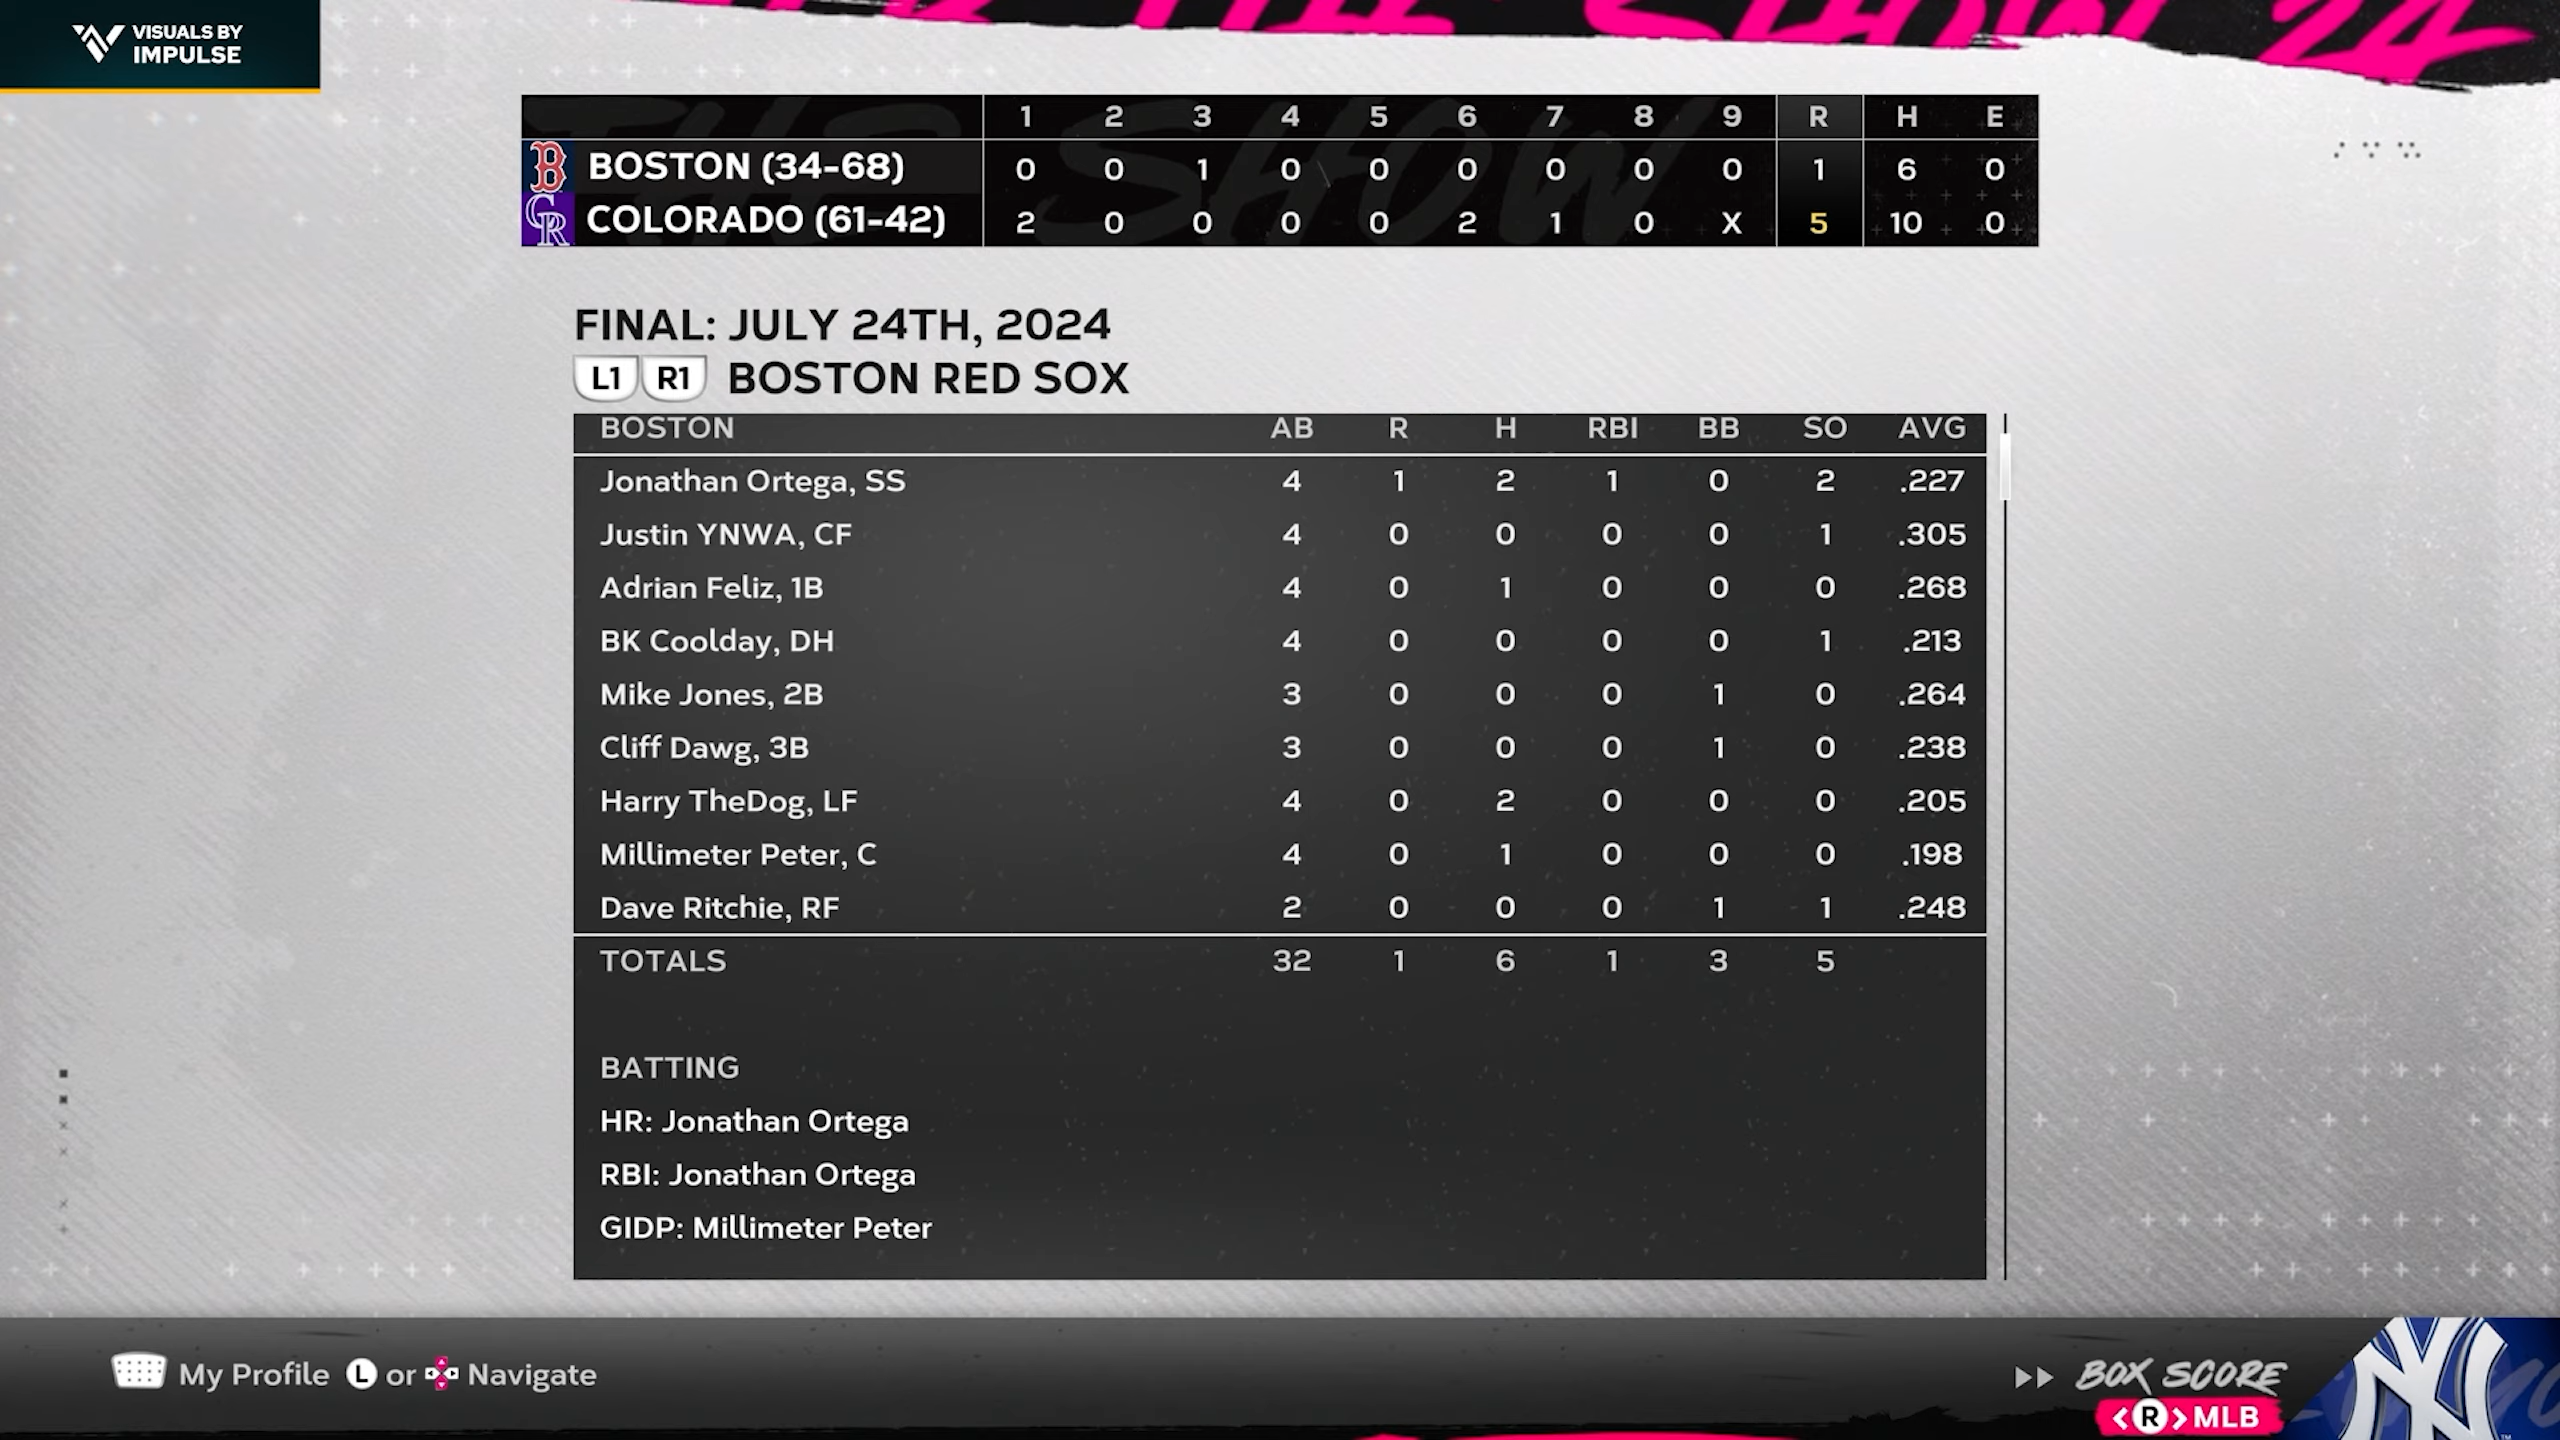 VISUALS BY
IMPULSE
THE SHOW 24
1 2 3 4 5 6 7 8 9 R H E
BOSTON (34-68) 0 0 1 0 0 0 0 0 0 1 6 0
COLORADO (61-42) 2 0 0 0 0 2 1 0 X 5 10 0
FINAL: JULY 24TH, 2024
L1 R1 BOSTON RED SOX
BOSTON AB R H RBI BB SO AVG
Jonathan Ortega, SS 4 1 2 1 0 2 .227
Justin YNWA, CF 4 0 0 0 0 1 .305
Adrian Feliz, 1B 4 0 1 0 0 0 .268
BK Coolday, DH 4 0 0 0 0 1 .213
Mike Jones, 2B 3 0 0 0 1 0 .264
Cliff Dawg, 3B 3 0 0 0 1 0 .238
Harry TheDog, LF 4 0 2 0 0 0 .205
Millimeter Peter, C 4 0 1 0 0 0 .198
Dave Ritchie, RF 2 0 0 0 1 1 .248
TOTALS 32 1 6 1 3 5
BATTING
HR: Jonathan Ortega
RBI: Jonathan Ortega
GIDP: Millimeter Peter
My Profile L or Navigate
BOX SCORE
R MLB